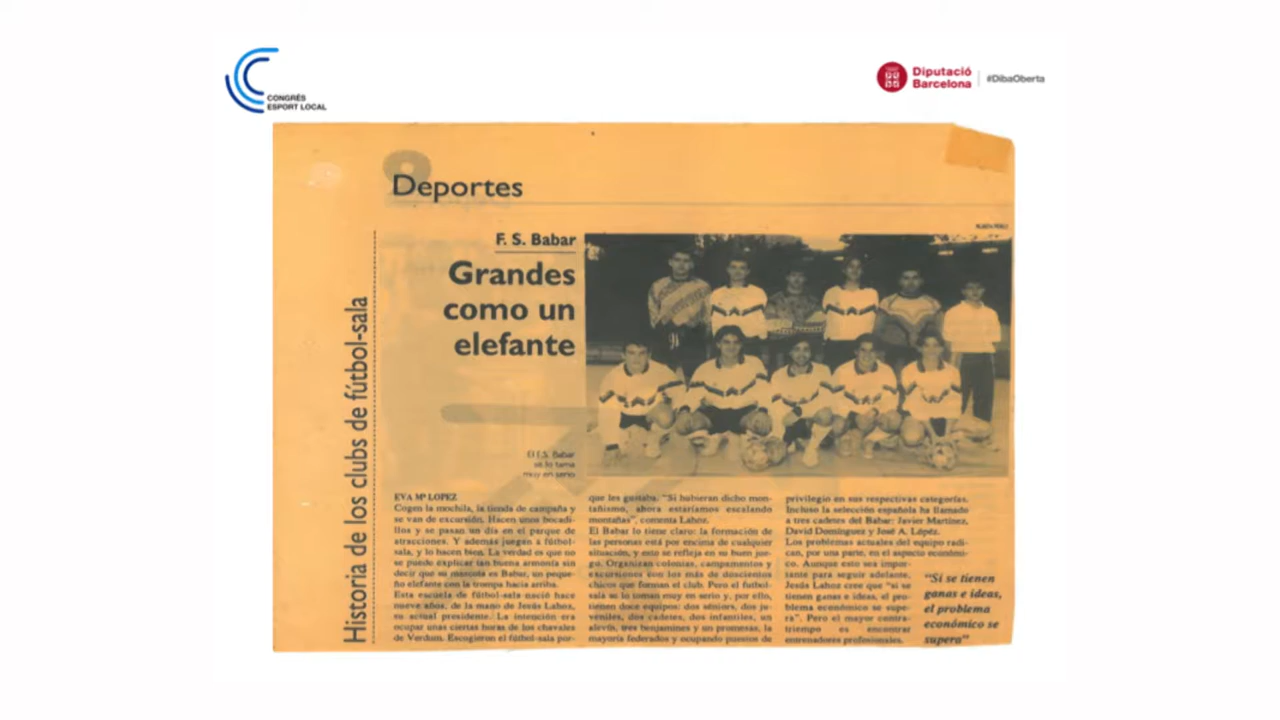 CONGRÉS
ESPORT LOCAL
Diputació
Barcelona
#DibaOberta
Deportes
Historia de los clubs de fútbol-sala
F. S. Babar
Grandes
como un
elefante
El F.S. Babar
se lo toma
muy en serio
EVA Mª LOPEZ
Cogen la mochila, la tienda de campaña y
se van de excursión. Hacen unos bocadi-
llos y se pasan un día en el parque de
atracciones. Y además juegan a fútbol-
sala, y lo hacen bien. La verdad es que no
se puede explicar tan buena armonía sin
decir que su mascota es Babar, un peque-
ño elefante con la trompa hacia arriba.
Esta escuela de fútbol-sala nació hace
nueve años, de la mano de Jesús Lahoz,
su actual presidente. La intención era
ocupar unas ciertas horas de los chavales
de Verdum. Escogieron el fútbol-sala por-
que les gustaba. "Si hubieran dicho mon-
tañismo, ahora estaríamos escalando
montañas", comenta Lahoz.
El Babar lo tiene claro: la formación de
las personas está por encima de cualquier
situación, y esto se refleja en su buen jue-
go. Organizan colonias, campamentos y
excursiones con los más de doscientos
chicos que forman el club. Pero el futbol-
sala se lo toman muy en serio y, por ello,
tienen doce equipos: dos séniors, dos ju-
veniles, dos cadetes, dos infantiles, un
alevín, tres benjamines y un promesas, la
mayoría federados y ocupando puestos de
privilegio en sus respectivas categorías.
Incluso la selección española ha llamado
a tres cadetes del Babar: Javier Martínez,
David Domínguez y José A. López.
Los problemas actuales del equipo radi-
can, por una parte, en el aspecto económi-
co. Aunque esto sea impor-
tante para seguir adelante,
Jesús Lahoz cree que "si se
tienen ganas e ideas, el pro-
blema económico se supe-
ra". Pero el mayor contra-
tiempo es encontrar
entrenadores profesionales.
"Si se tienen
ganas e ideas,
el problema
económico se
supera"